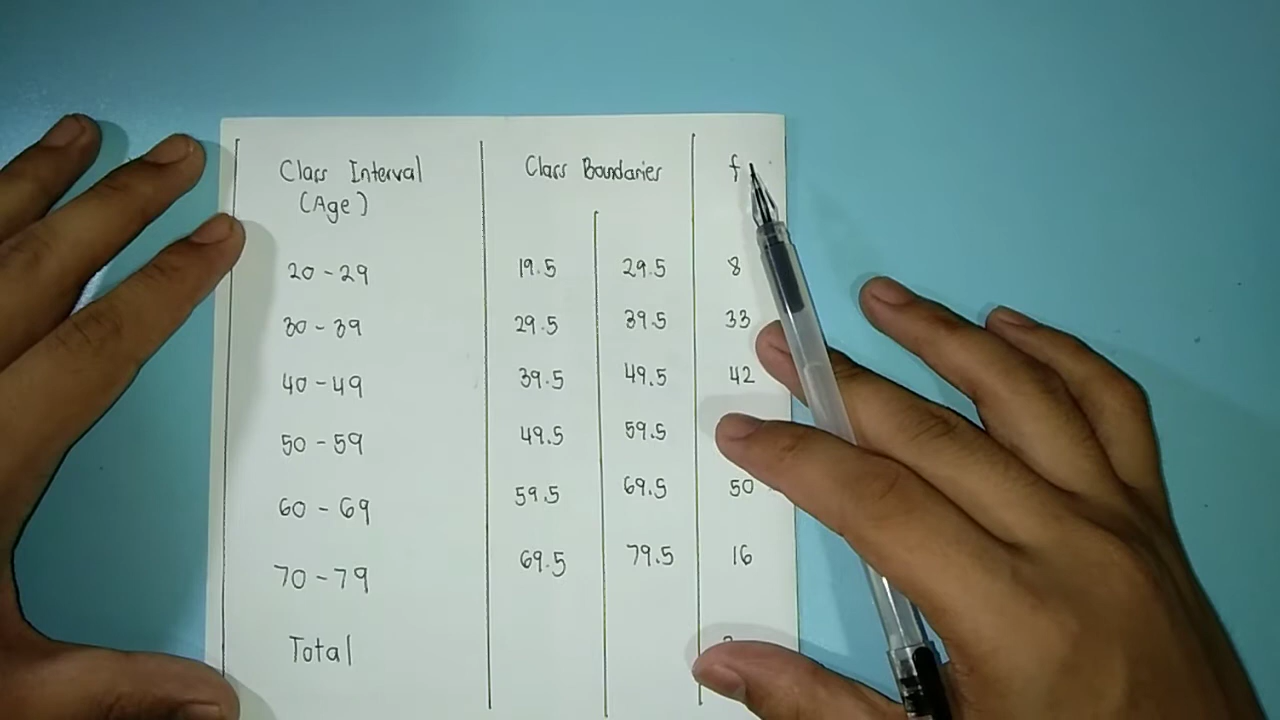 Class Interval Class Boundaries f
(Age)
20-29 19.5 29.5 8
30-39 29.5 39.5 33
40-49 39.5 49.5 42
50-59 49.5 59.5
60-69 59.5 69.5 50
70-79 69.5 79.5 16
Total